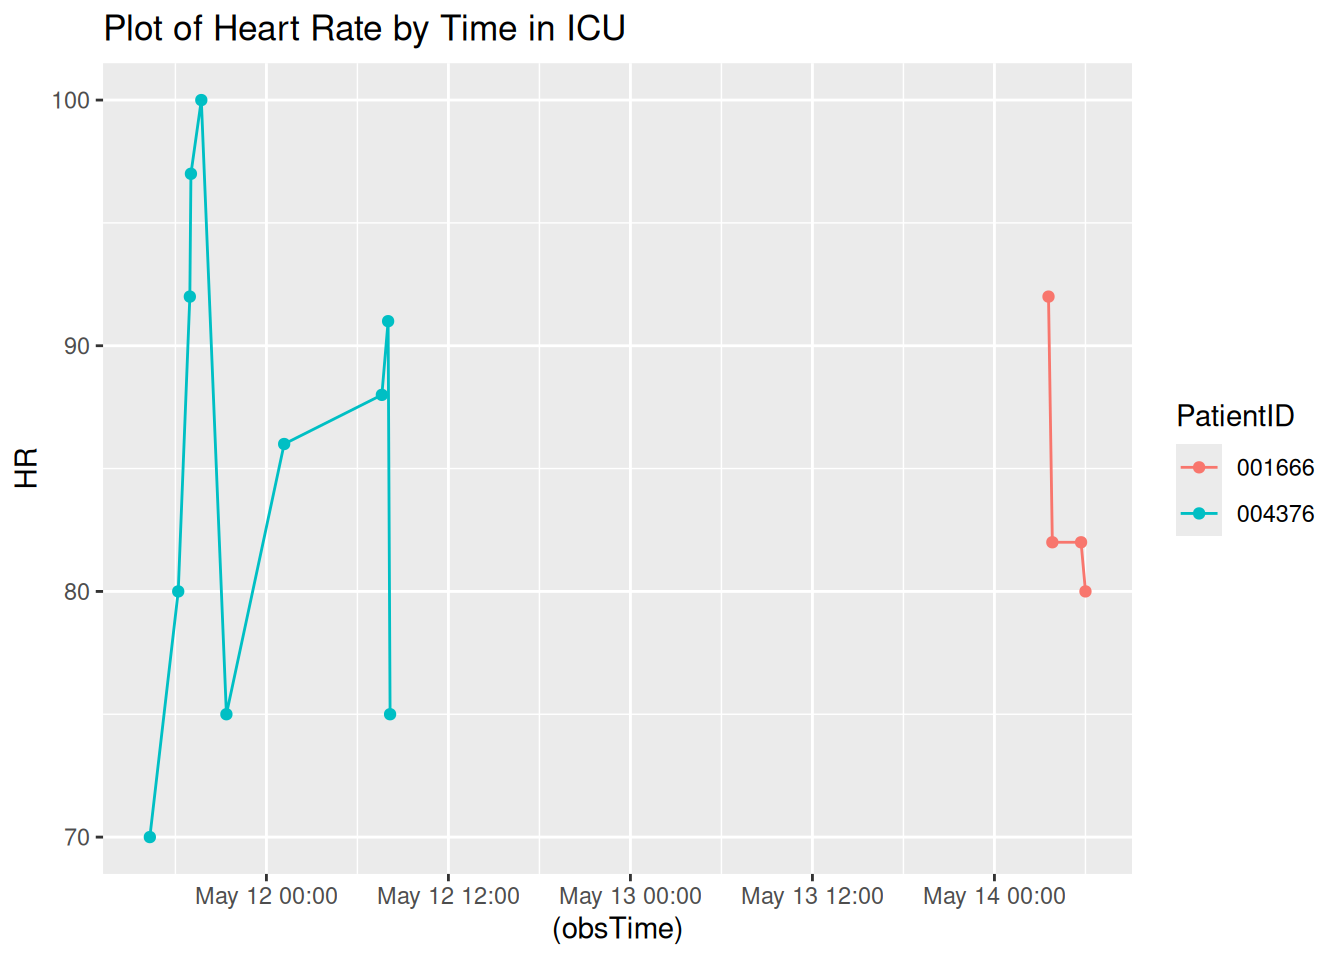 Plot of Heart Rate by Time in ICU
100
90
80
70
HR
May 12 00:00
May 12 12:00
May 13 00:00
May 13 12:00
May 14 00:00
(obsTime)
PatientID
001666
004376